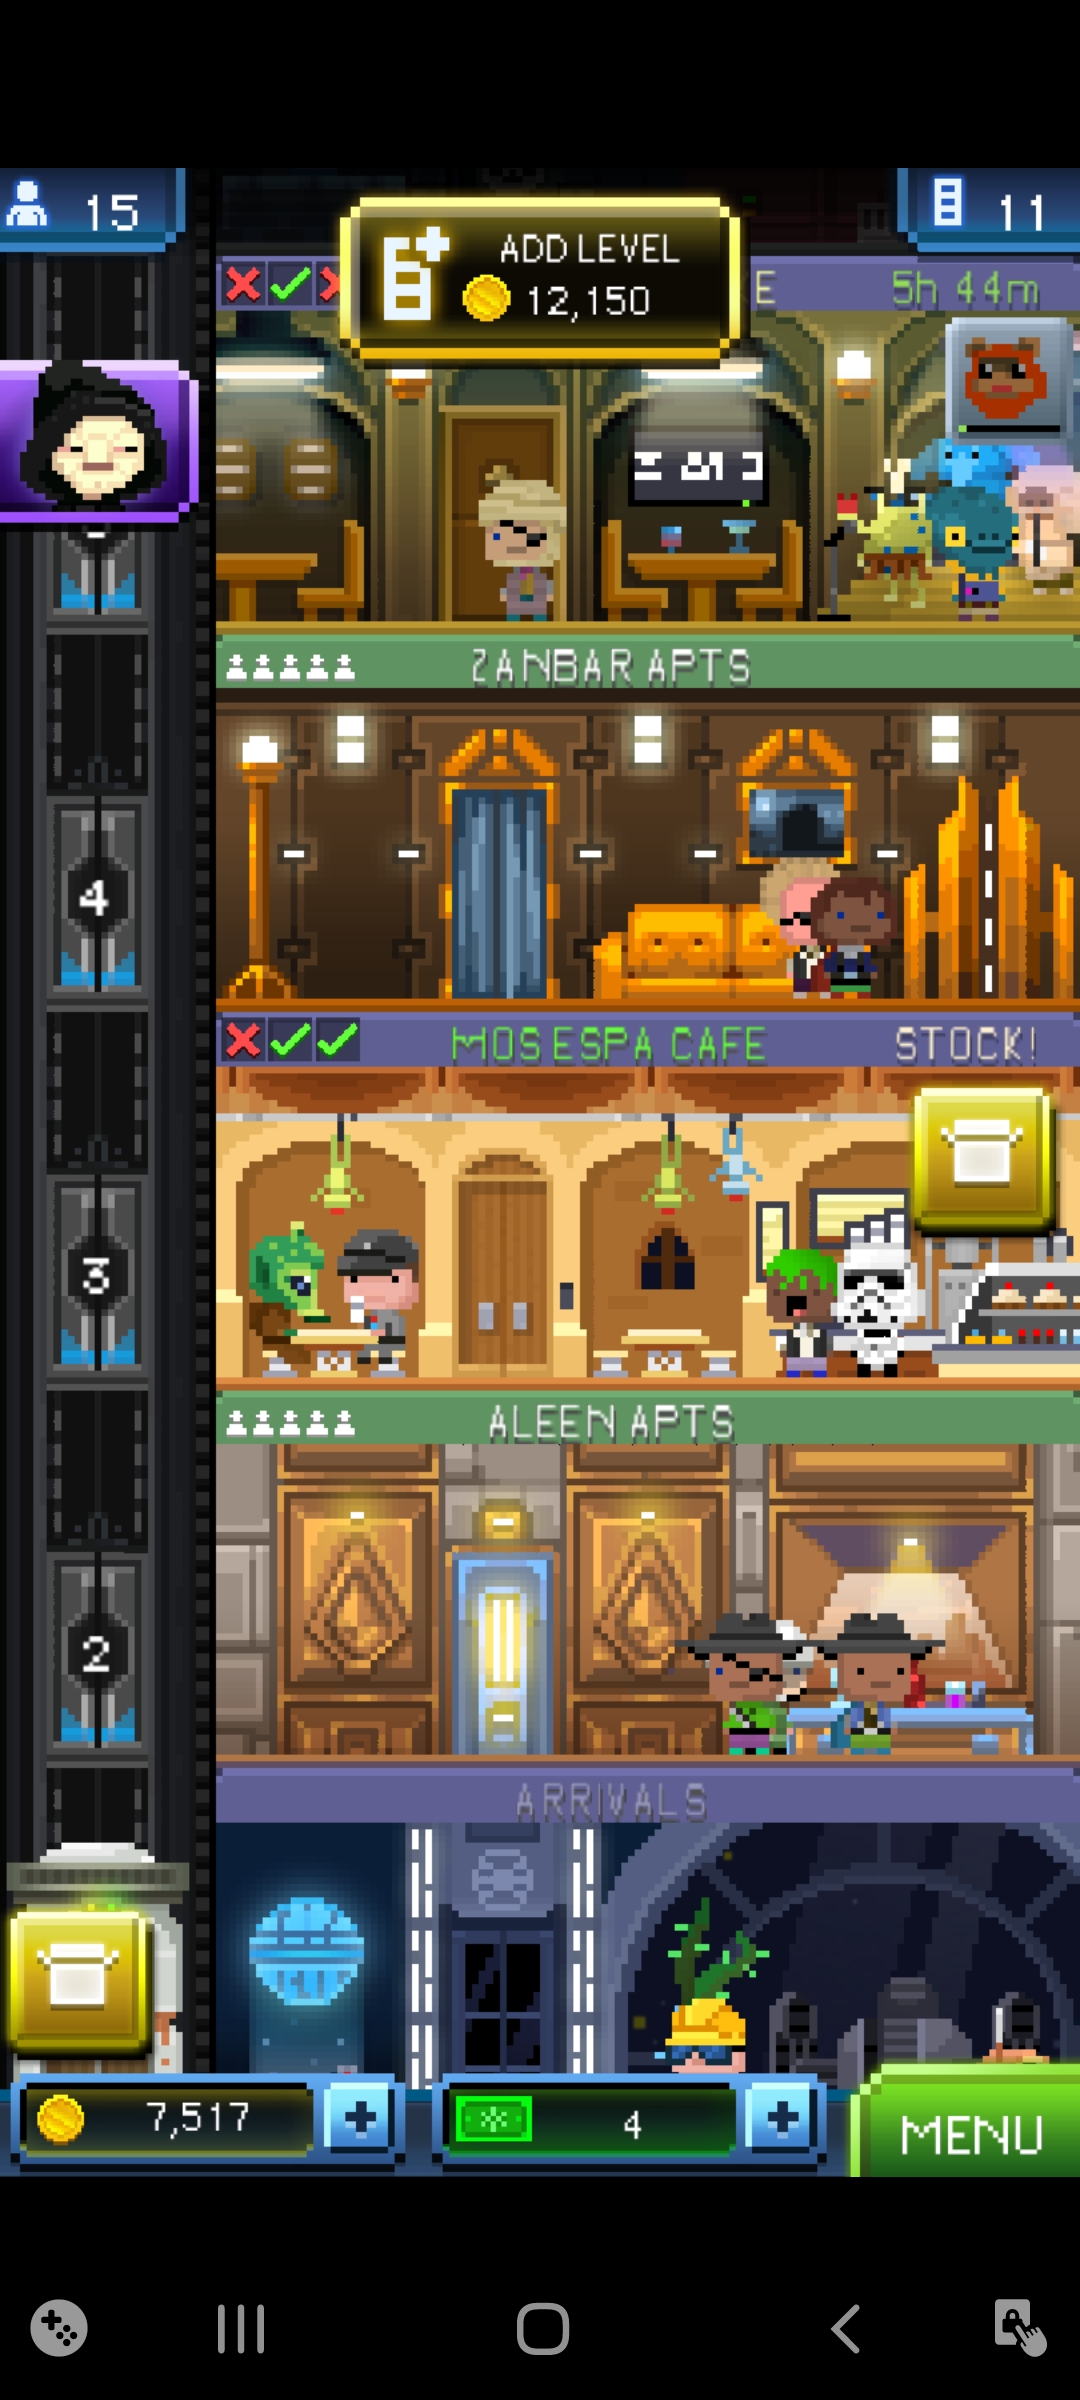 15
11
ADD LEVEL
12,150
E
5h 44m
ZANBAR APTS
4
MOS ESPA CAFE
STOCK!
3
ALEEN APTS
2
ARRIVALS
7,517
4
MENU